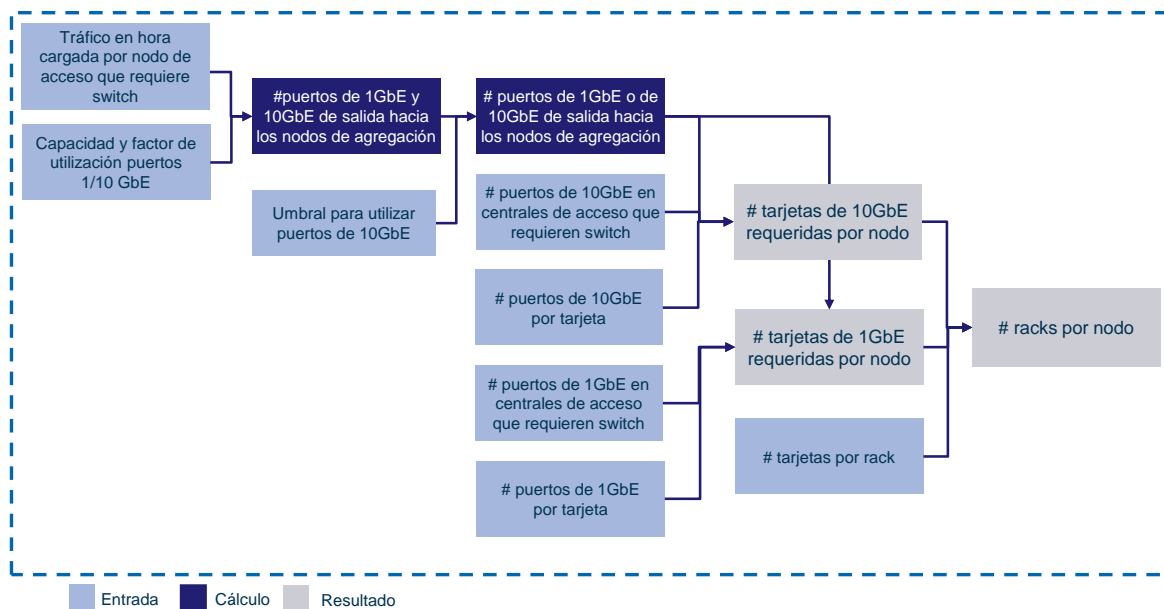 Tráfico en hora
cargada por nodo de
acceso que requiere
switch
Capacidad y factor de
utilización puertos
1/10 GbE
#puertos de 1GbE y
10GbE de salida hacia
los nodos de agregación
Umbral para utilizar
puertos de 10GbE
# puertos de 1GbE o de
10GbE de salida hacia
los nodos de agregación
# puertos de 10GbE en
centrales de acceso que
requieren switch
# puertos de 10GbE
por tarjeta
# puertos de 1GbE en
centrales de acceso
que requieren switch
# puertos de 1GbE
por tarjeta
# tarjetas de 10GbE
requeridas por nodo
# tarjetas de 1GbE
requeridas por nodo
# tarjetas por rack
# racks por nodo
Entrada
Cálculo
Resultado